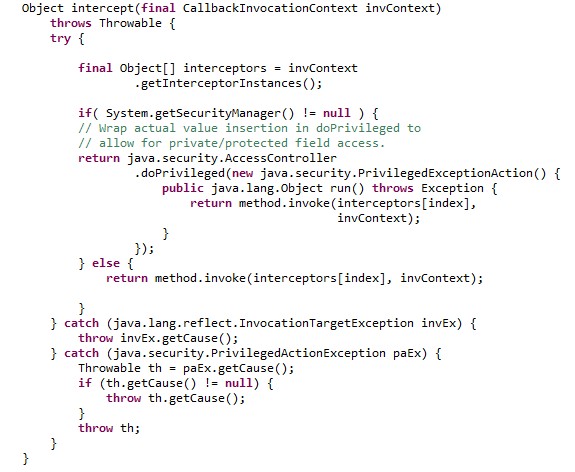 Object intercept(final CallbackInvocationContext invContext)
throws Throwable {
try {
final Object[] interceptors = invContext
.getInterceptorInstances();
if( System.getSecurityManager() != null ) {
// Wrap actual value insertion in doPrivileged to
// allow for private/protected field access.
return java.security.AccessController
.doPrivileged(new java.security.PrivilegedExceptionAction() {
public java.lang.Object run() throws Exception {
return method.invoke(interceptors[index],
invContext);
}
});
} else {
return method.invoke(interceptors[index], invContext);
}
} catch (java.lang.reflect.InvocationTargetException invEx) {
throw invEx.getCause();
} catch (java.security.PrivilegedActionException paEx) {
Throwable th = paEx.getCause();
if (th.getCause() != null) {
throw th.getCause();
}
throw th;
}
}